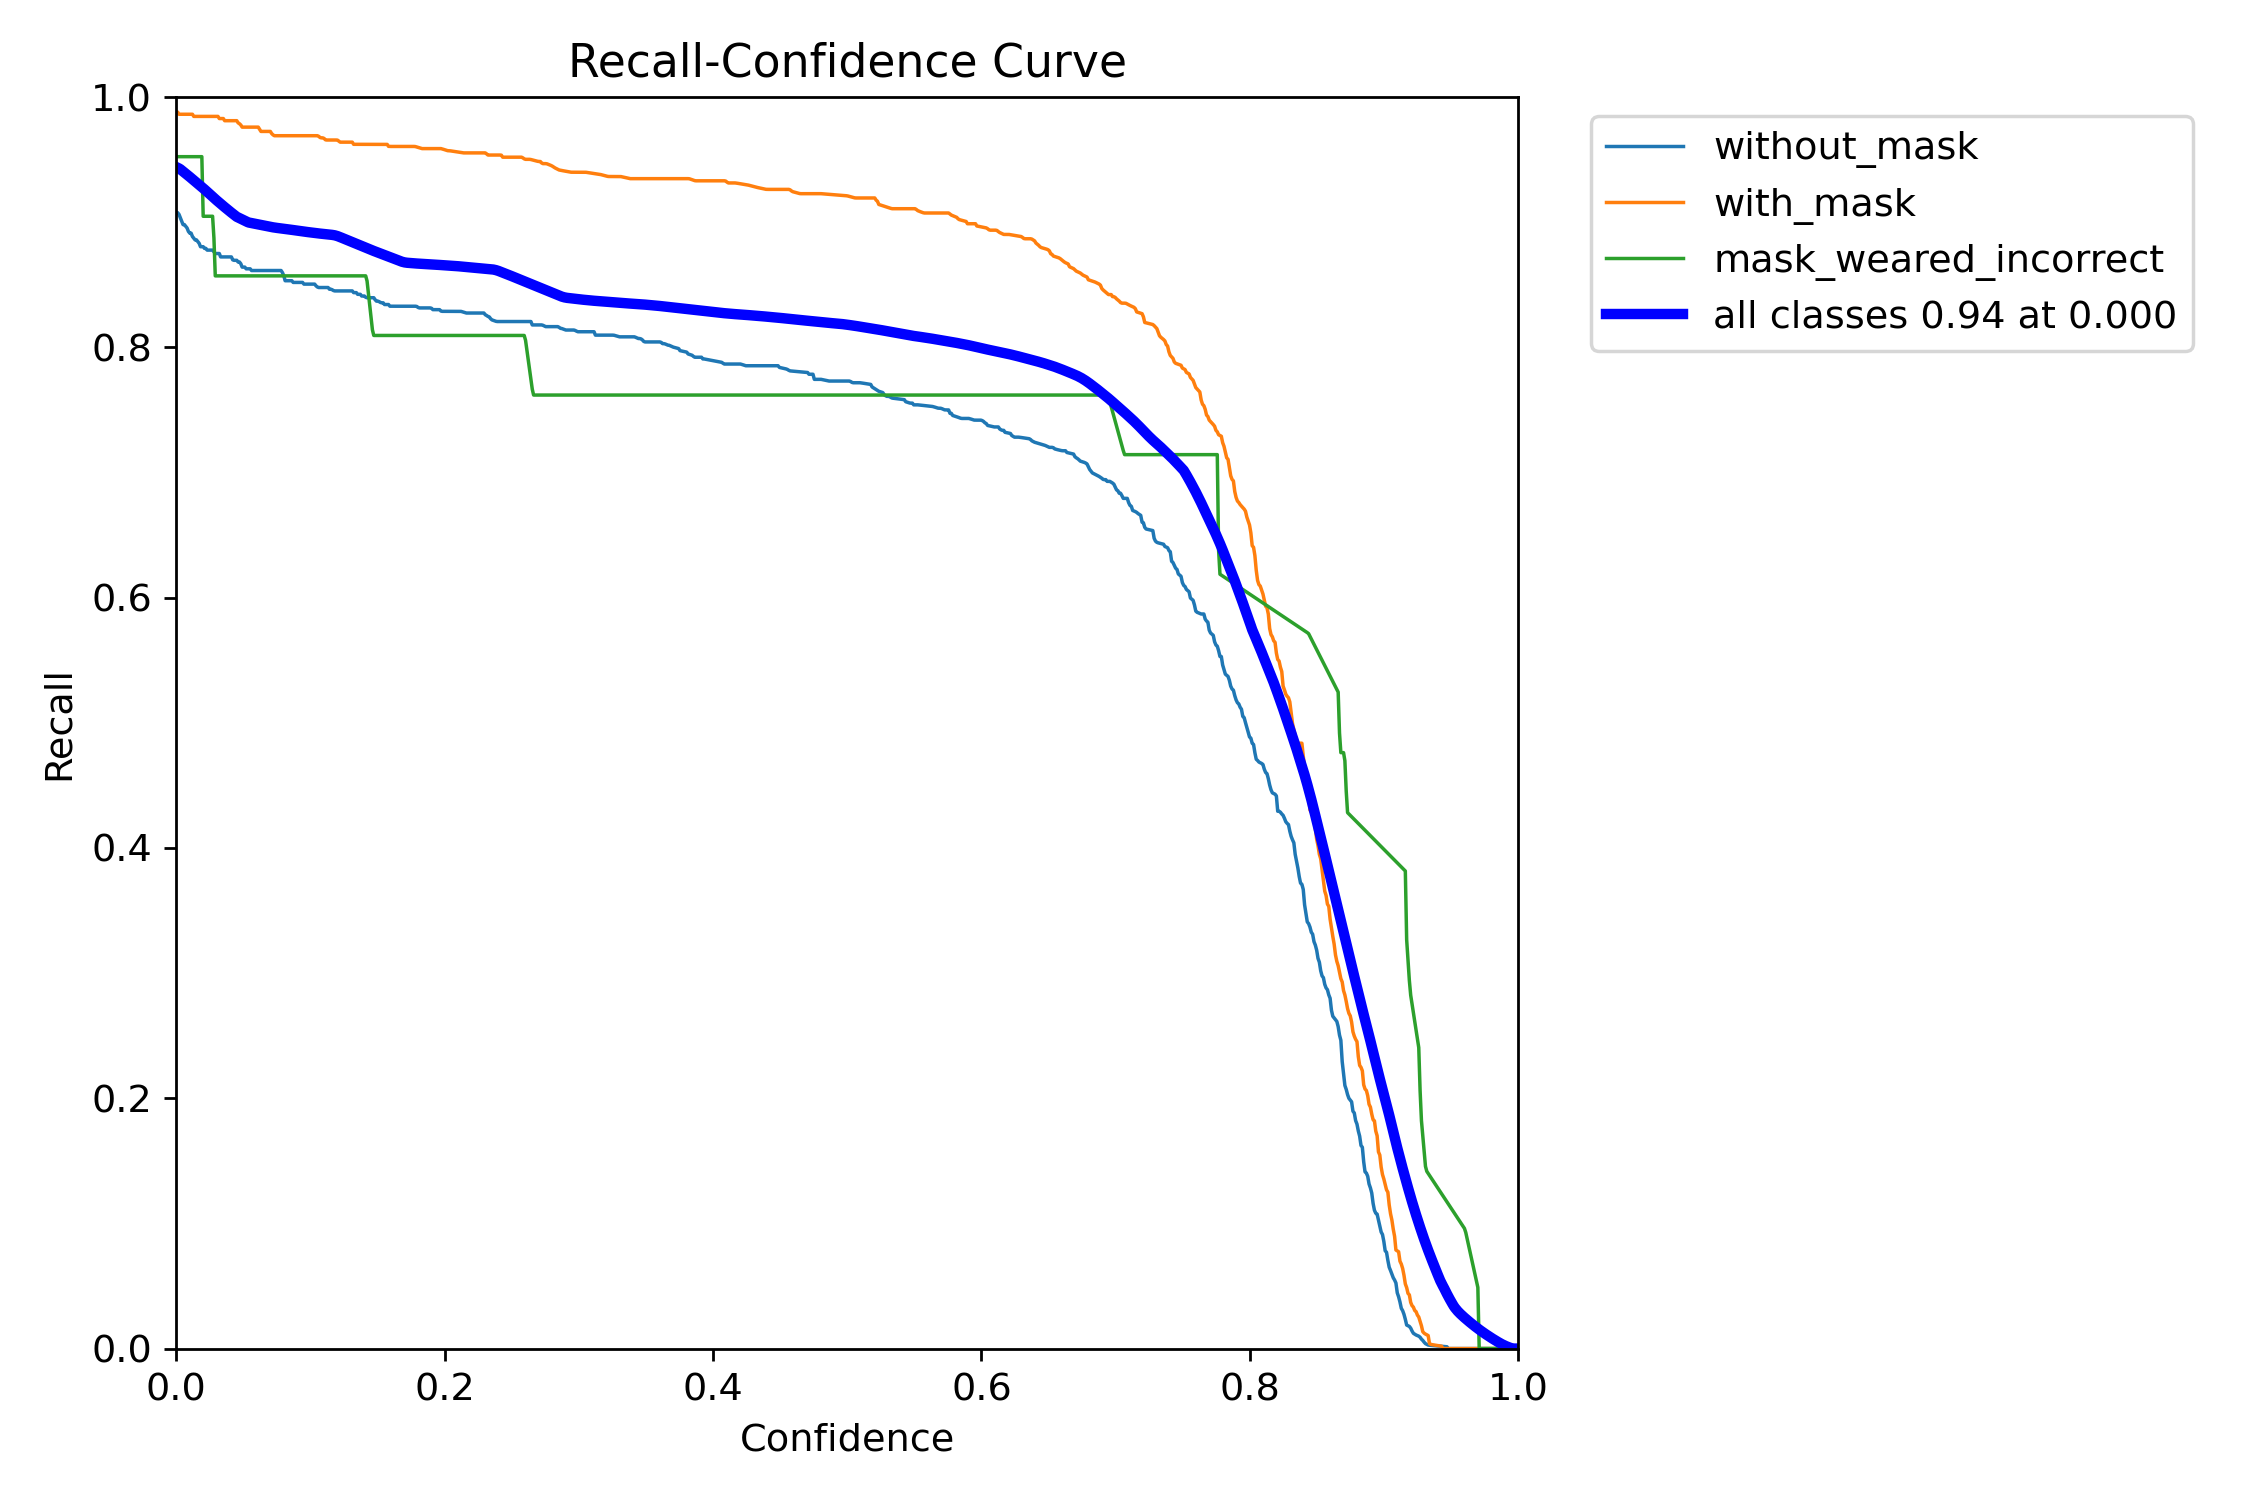 Recall-Confidence Curve
1.0
0.8
0.6
0.4
0.2
0.0
Recall
0.0 0.2 0.4 0.6 0.8 1.0
Confidence
without_mask
with_mask
mask_weared_incorrect
all classes 0.94 at 0.000